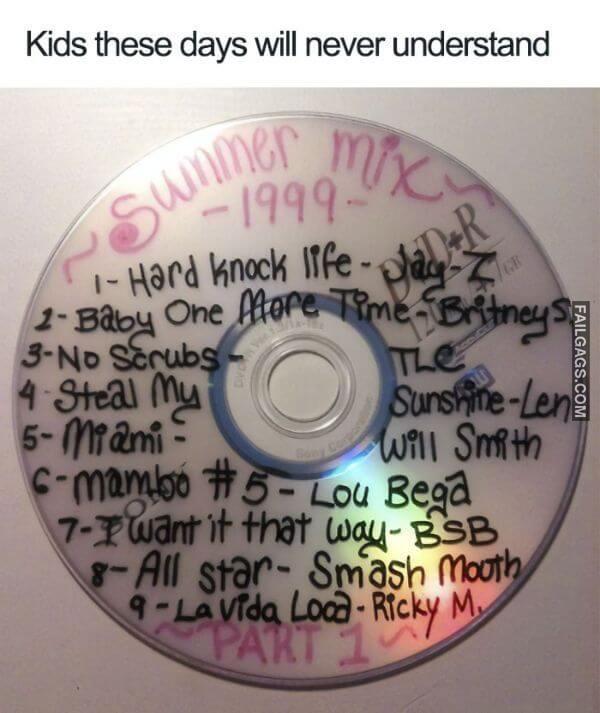 Kids these days will never understand
~Summer mix~
-1999-
DVD+R
1- Hard knock life - Jay-Z
2- Baby One More Time - Britney S.
3- No Scrubs - TLC
4- Steal My Sunshine - Len
5- Miami - Will Smith
6- mambo #5 - Lou Bega
7- I want it that way - BSB
8- All star - Smash Mouth
9 - La Vida Loca - Ricky M.
~PART 1~
FAILGAGS.COM